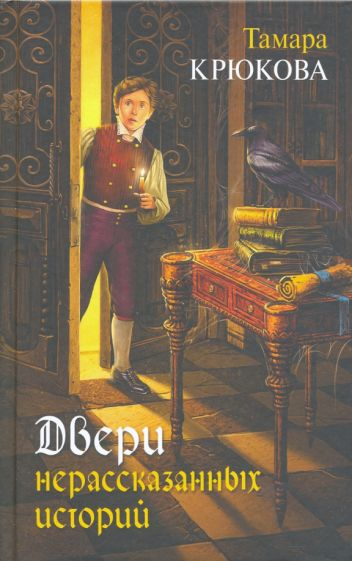 Тамара
КРЮКОВА
Двери
нерассказанных
историй